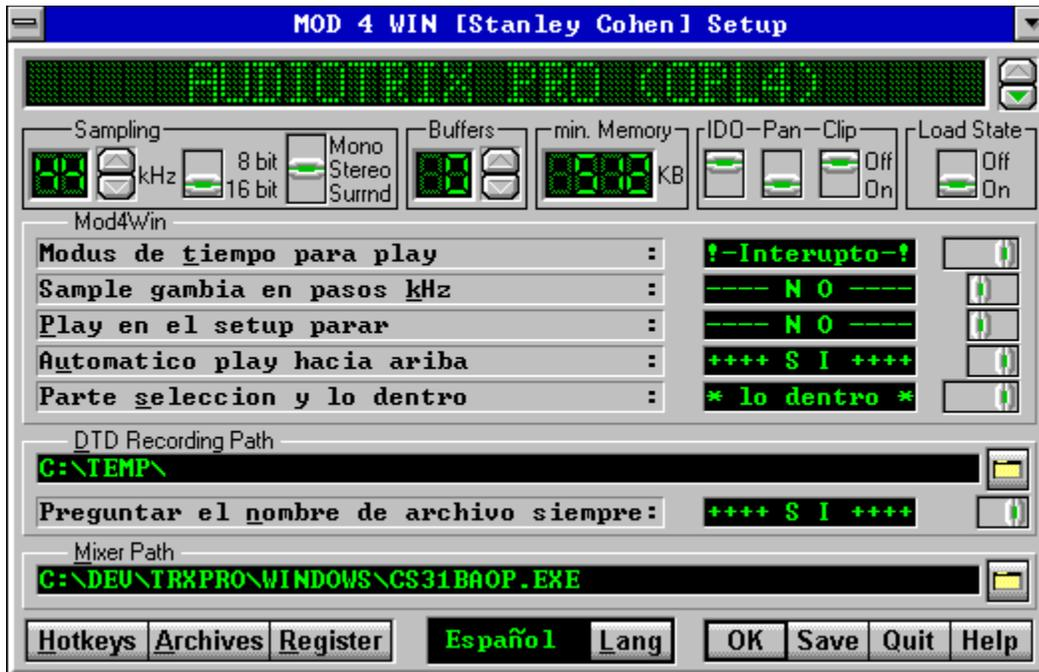 MOD 4 WIN [Stanley Cohen] Setup
AUDIOTRIX PRO (OPL4)
Sampling Buffers min. Memory IDO Pan Clip Load State
44 kHz 8 bit 16 bit Mono Stereo Surrnd 8 512 KB Off On Off On
Mod4Win
Modus de tiempo para play : !-Interupto-!
Sample gambia en pasos kHz : ---- N O ----
Play en el setup parar : ---- N O ----
Automatico play hacia ariba : ++++ S I ++++
Parte seleccion y lo dentro : * lo dentro *
DTD Recording Path
C:\TEMP\
Preguntar el nombre de archivo siempre: ++++ S I ++++
Mixer Path
C:\DEV\TRXPRO\WINDOWS\CS31BAOP.EXE
Hotkeys Archives Register Español Lang OK Save Quit Help